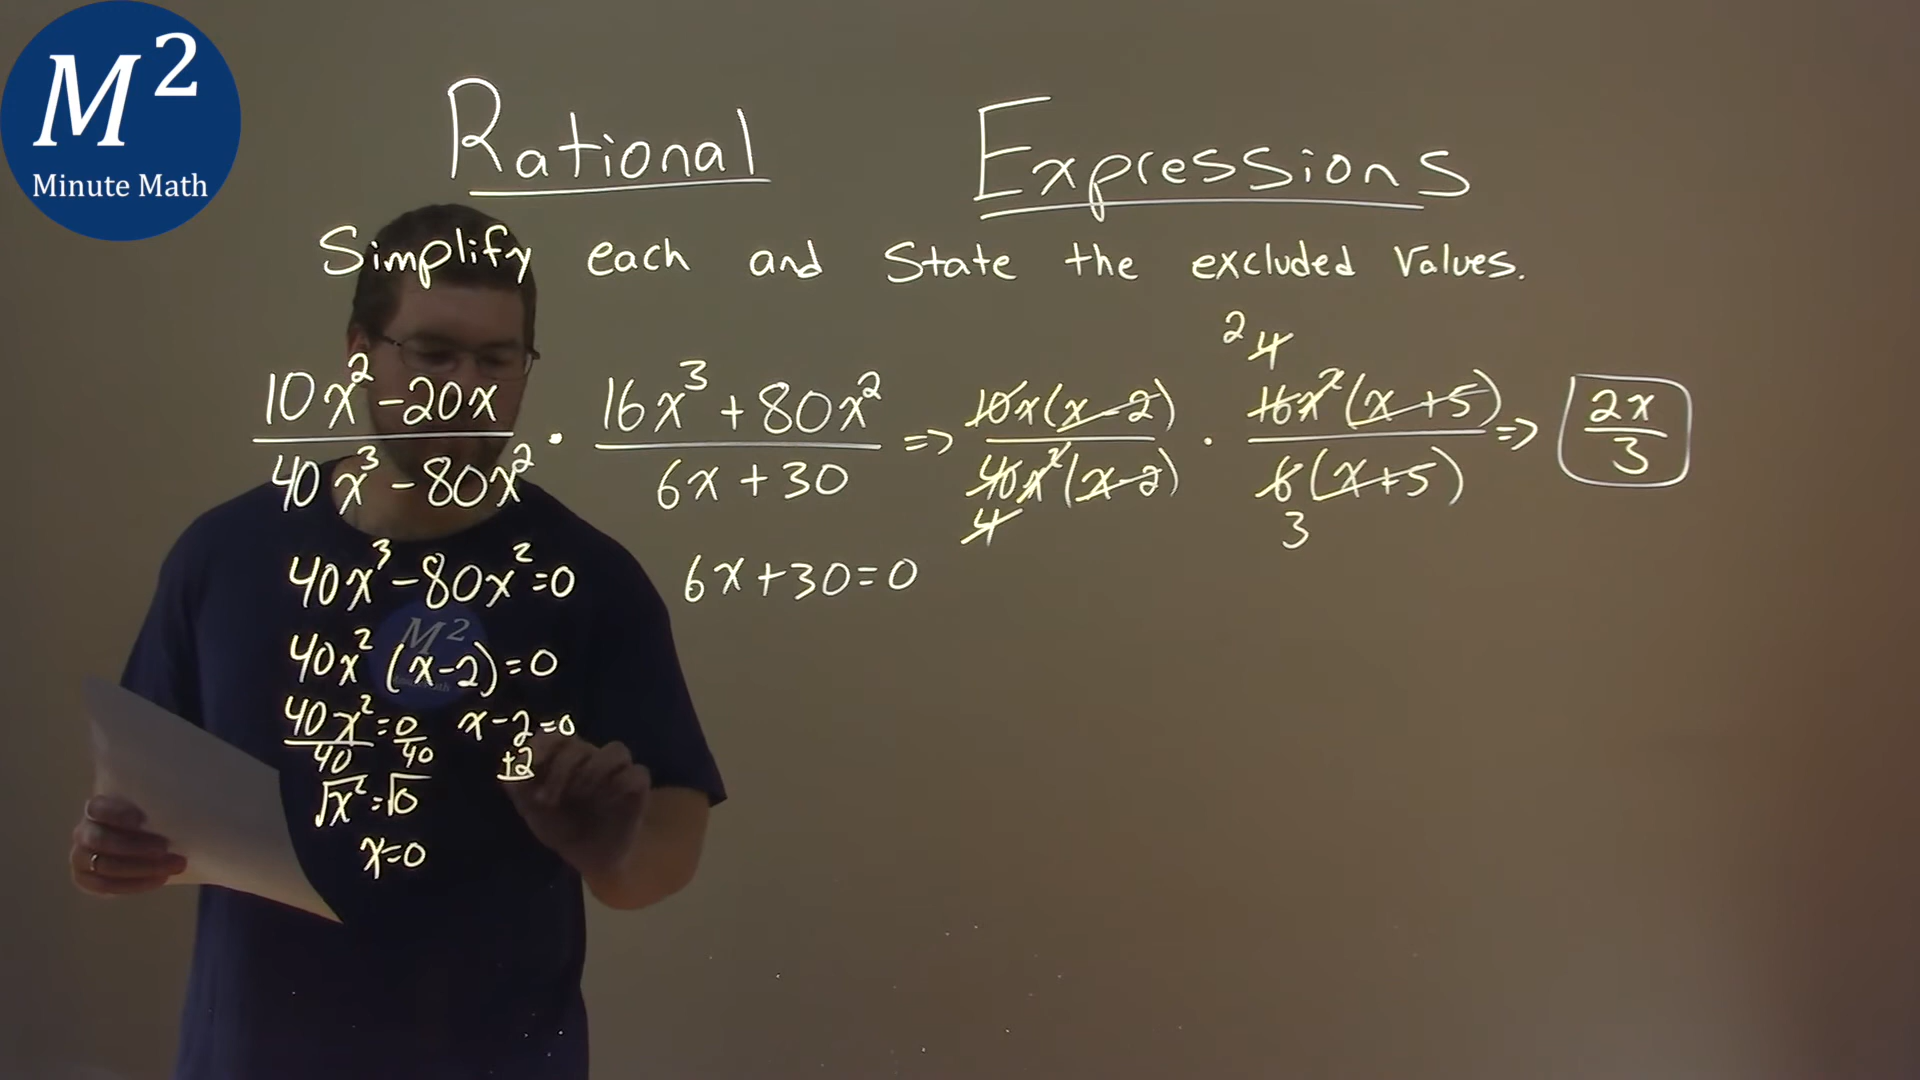 M²
Minute Math
Rational Expressions
Simplify each and State the excluded Values.
(10x² - 20x)/(40x³ - 80x²) · (16x³ + 80x²)/(6x + 30) => 10x(x-2)/40x²(x-2) · 16x²(x+5)/6(x+5) => 2x/3
2 4
4 3
40x³ - 80x² = 0
6x + 30 = 0
40x² (x-2) = 0
40x²/40 = 0/40
x - 2 = 0
+2
√x² = √0
x = 0
M²